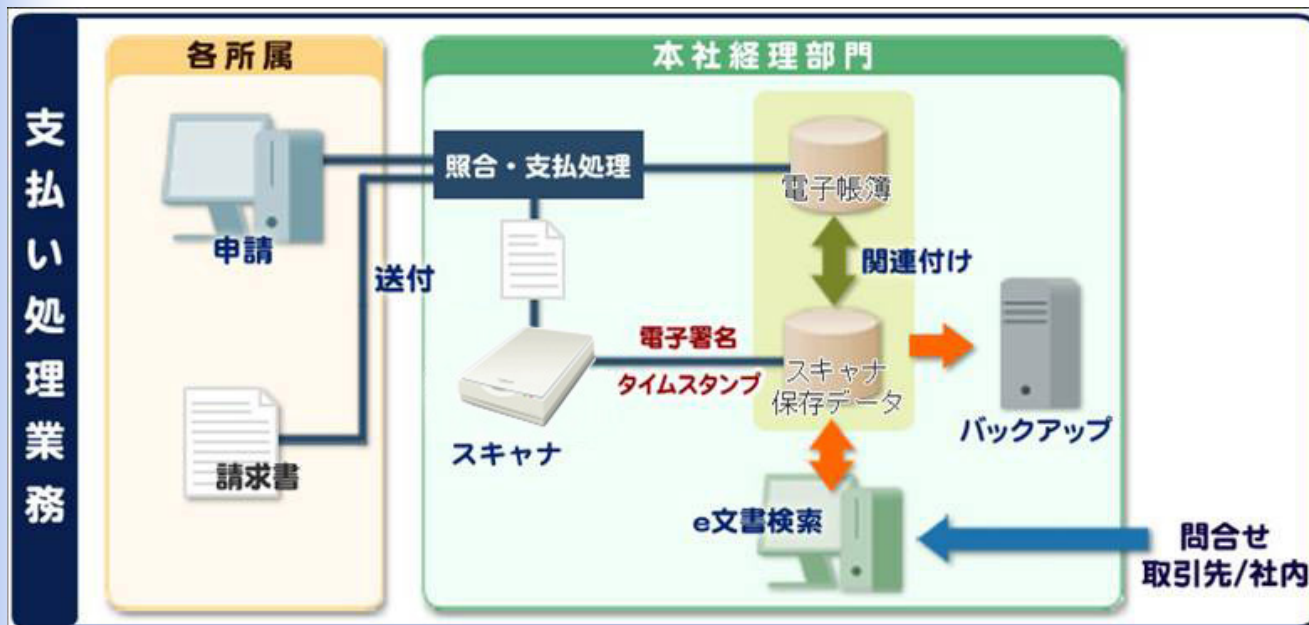 支払い処理業務
各所属
本社経理部門
申請
送付
請求書
照合・支払処理
電子帳簿
関連付け
電子署名
タイムスタンプ
スキャナ
スキャナ
保存データ
バックアップ
e文書検索
問合せ
取引先/社内